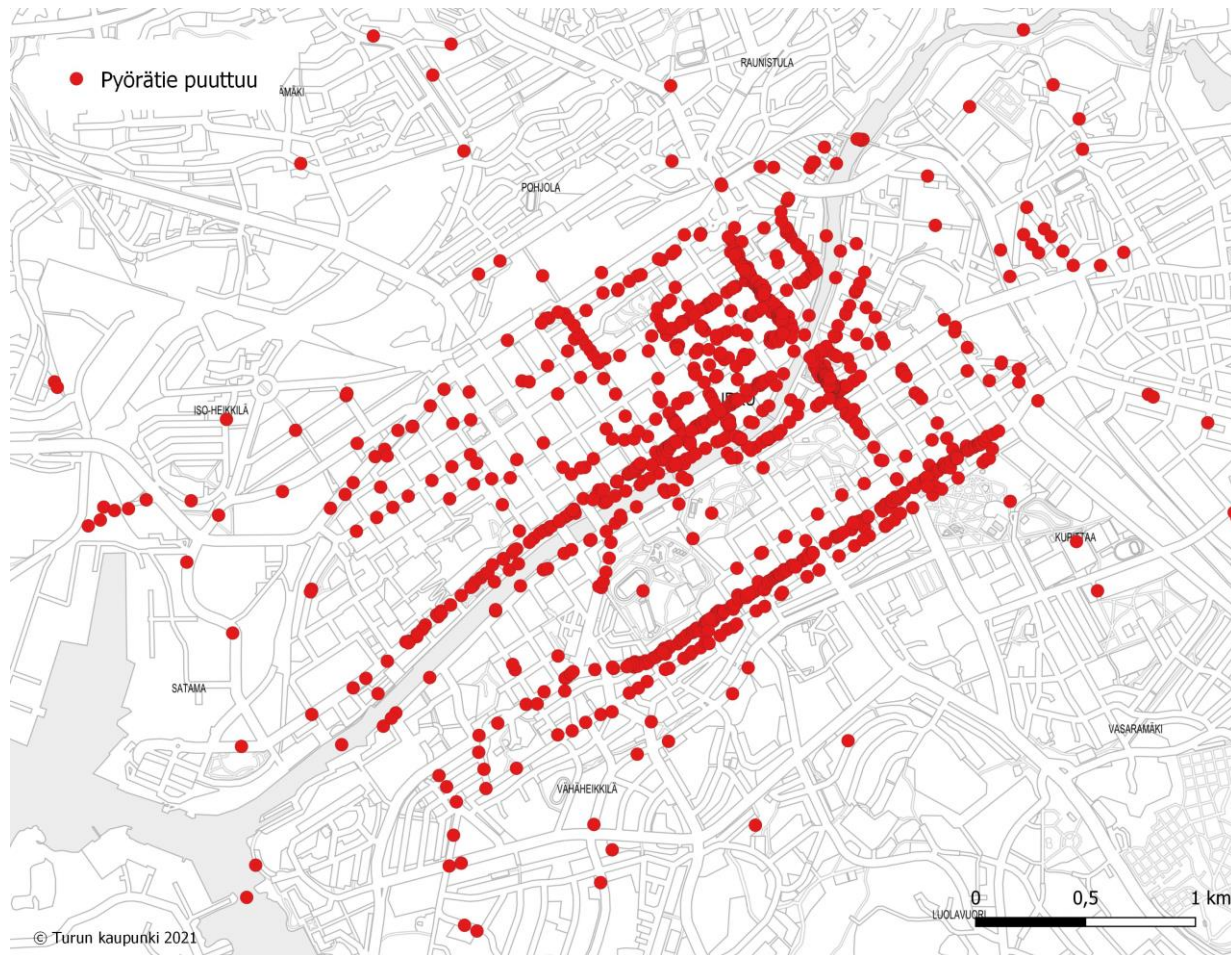 RAUNISTULA
Pyörätie puuttuu
ÄMÄKI
POHJOLA
ISO-HEIKKILÄ
KUPITTAA
SATAMA
VASARAMÄKI
VÄHÄHEIKKILÄ
0 0,5 1 km
LUOLAVUORI
© Turun kaupunki 2021